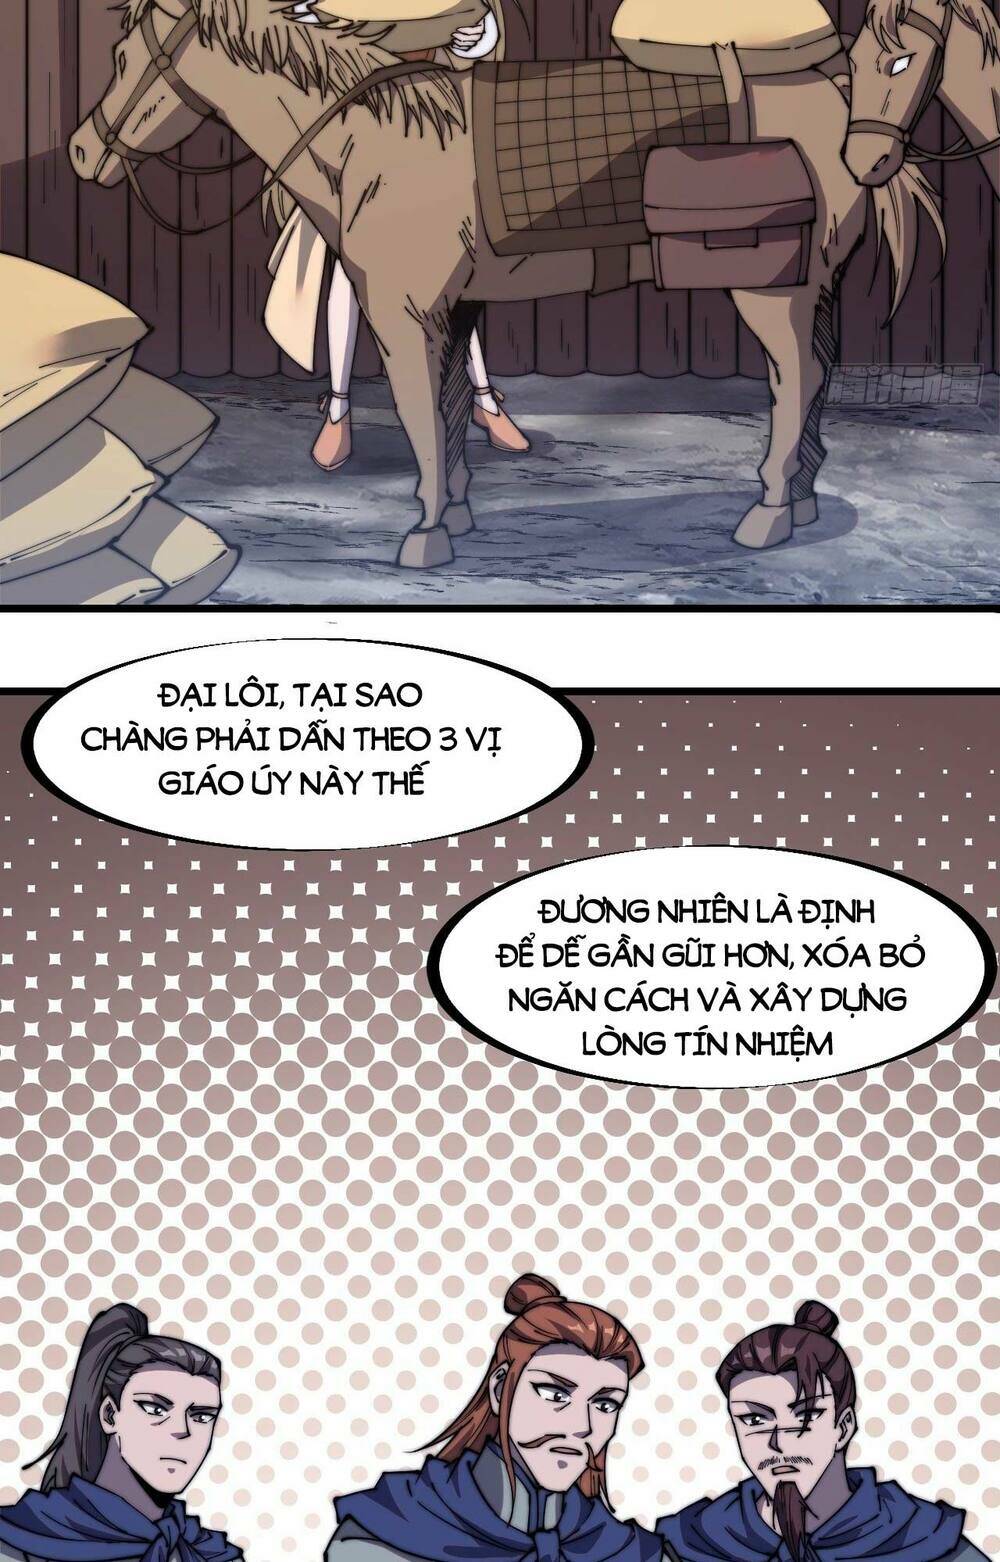 ĐẠI LÔI, TẠI SAO
CHÀNG PHẢI DẪN THEO 3 VỊ
GIÁO ÚY NÀY THẾ
ĐƯƠNG NHIÊN LÀ ĐỊNH
ĐỂ DỄ GẦN GŨI HƠN, XÓA BỎ
NGĂN CÁCH VÀ XÂY DỰNG
LÒNG TÍN NHIỆM